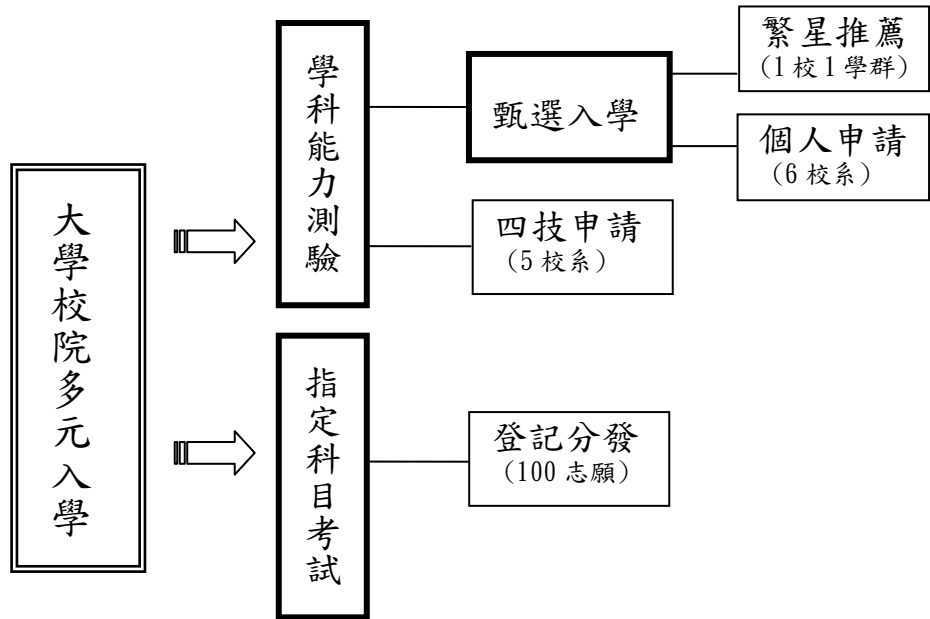 大學校院多元入學
學科能力測驗
甄選入學
繁星推薦
（1校1學群）
個人申請
（6校系）
四技申請
（5校系）
指定科目考試
登記分發
（100志願）